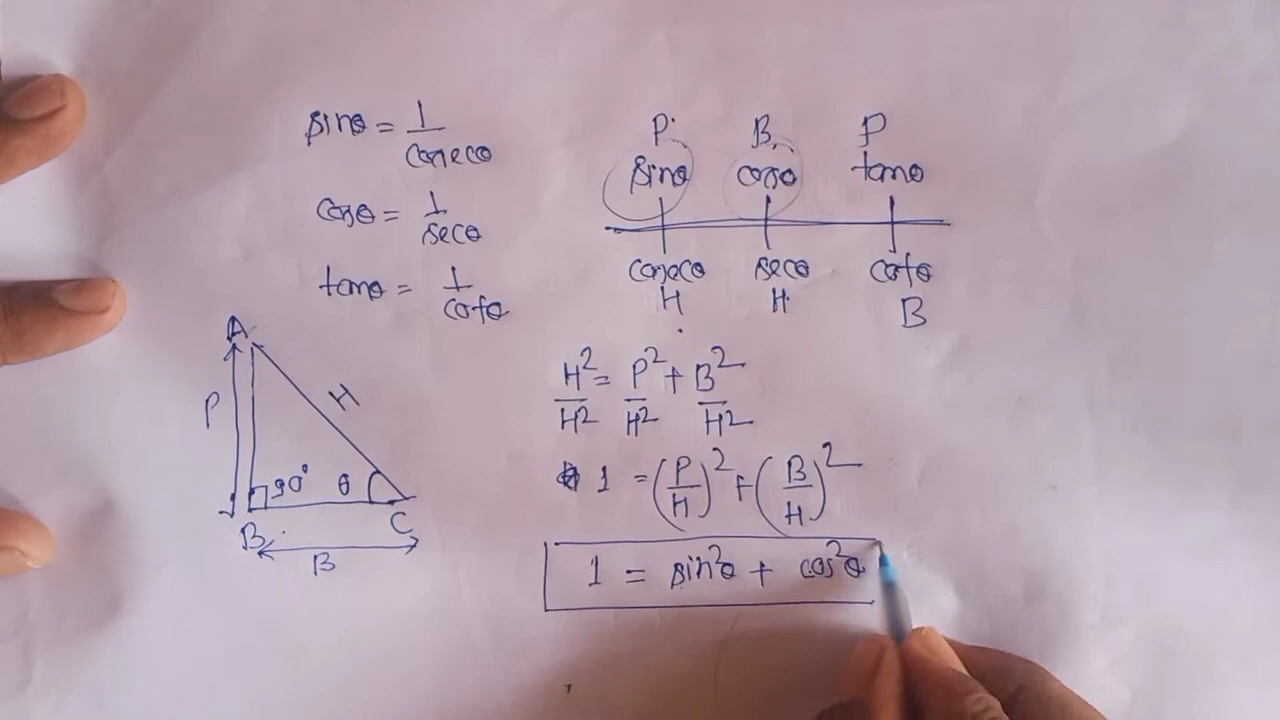 sinθ = 1/cosecθ
cosθ = 1/secθ
tanθ = 1/cotθ
P B P
sinθ cosθ tanθ
cosecθ secθ cotθ
H H B
A
P H
90° θ
B C
B
H²/H² = P²/H² + B²/H²
1 = (P/H)² + (B/H)²
1 = sin²θ + cos²θ